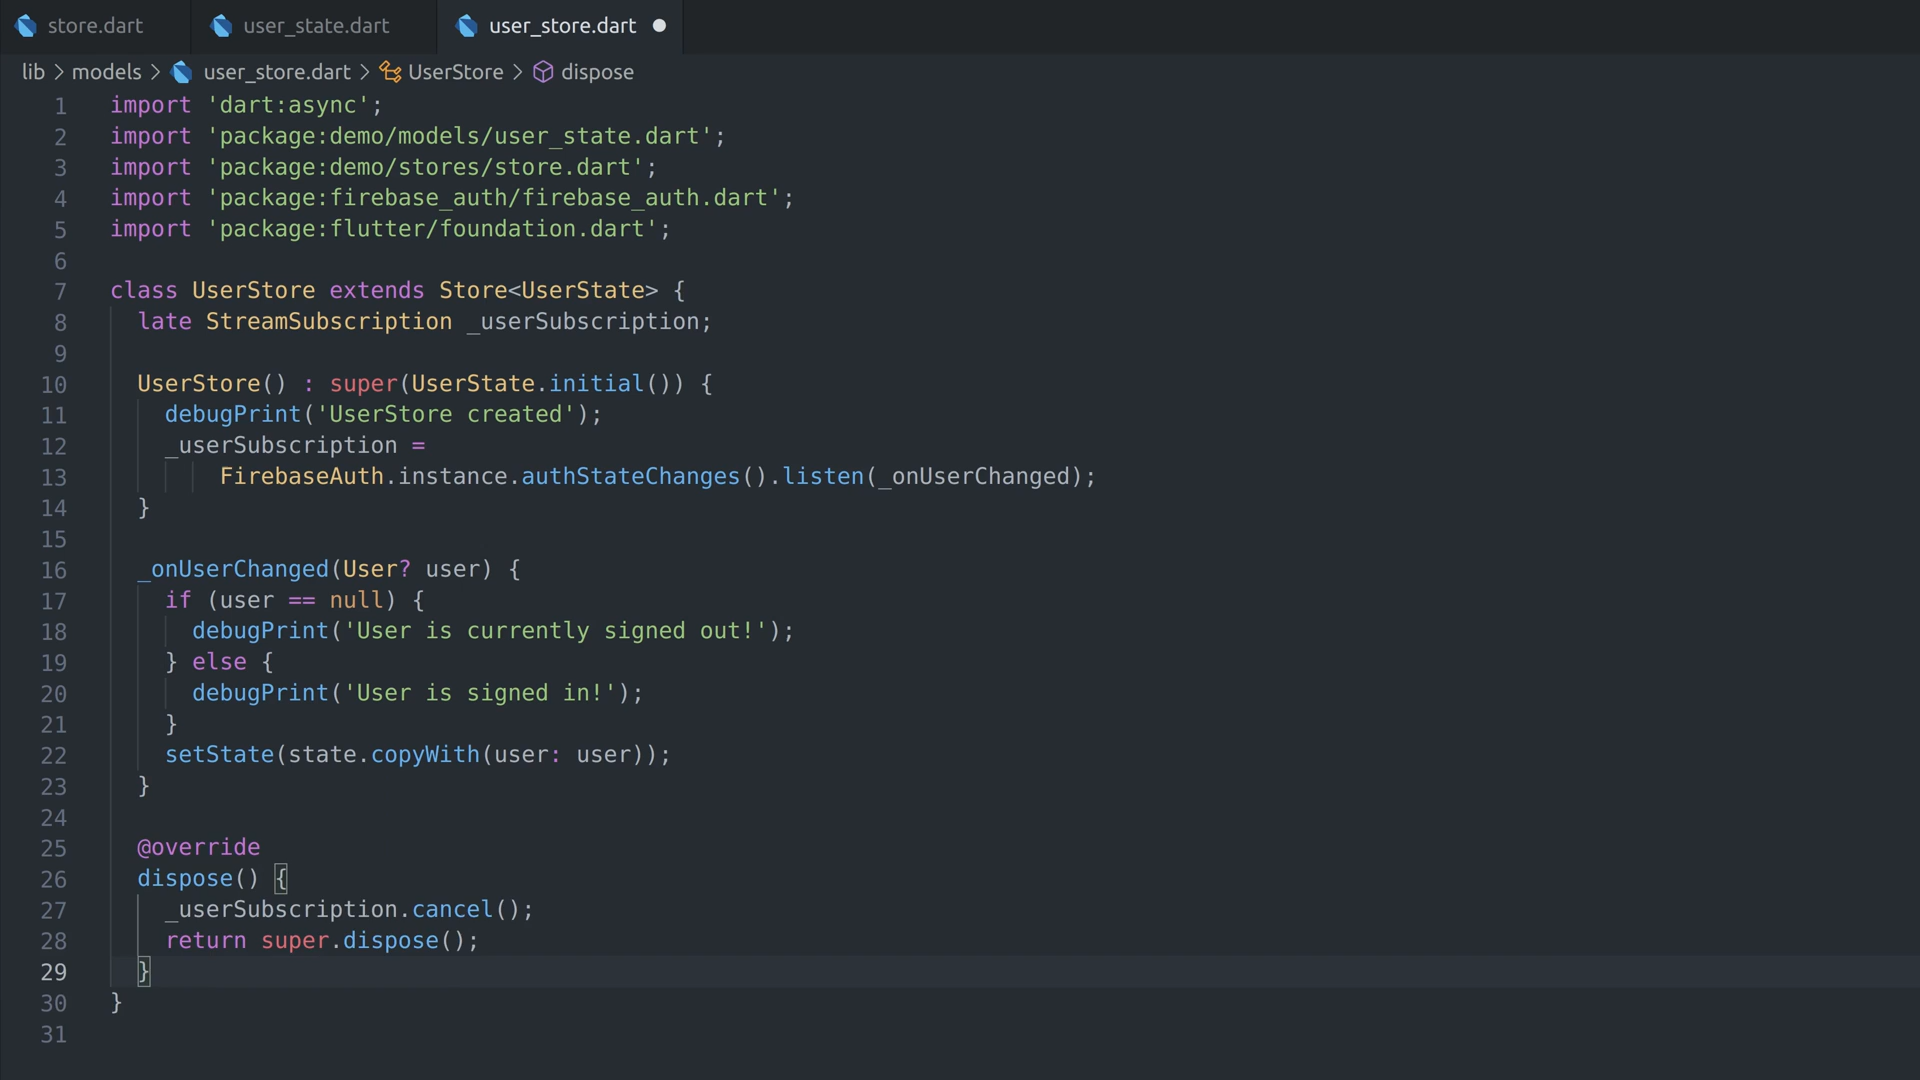 store.dart
user_state.dart
user_store.dart
lib > models > user_store.dart > UserStore > dispose
1 import 'dart:async';
2 import 'package:demo/models/user_state.dart';
3 import 'package:demo/stores/store.dart';
4 import 'package:firebase_auth/firebase_auth.dart';
5 import 'package:flutter/foundation.dart';
6
7 class UserStore extends Store<UserState> {
8   late StreamSubscription _userSubscription;
9
10   UserStore() : super(UserState.initial()) {
11     debugPrint('UserStore created');
12     _userSubscription =
13         FirebaseAuth.instance.authStateChanges().listen(_onUserChanged);
14   }
15
16   _onUserChanged(User? user) {
17     if (user == null) {
18       debugPrint('User is currently signed out!');
19     } else {
20       debugPrint('User is signed in!');
21     }
22     setState(state.copyWith(user: user));
23   }
24
25   @override
26   dispose() {
27     _userSubscription.cancel();
28     return super.dispose();
29   }
30 }
31